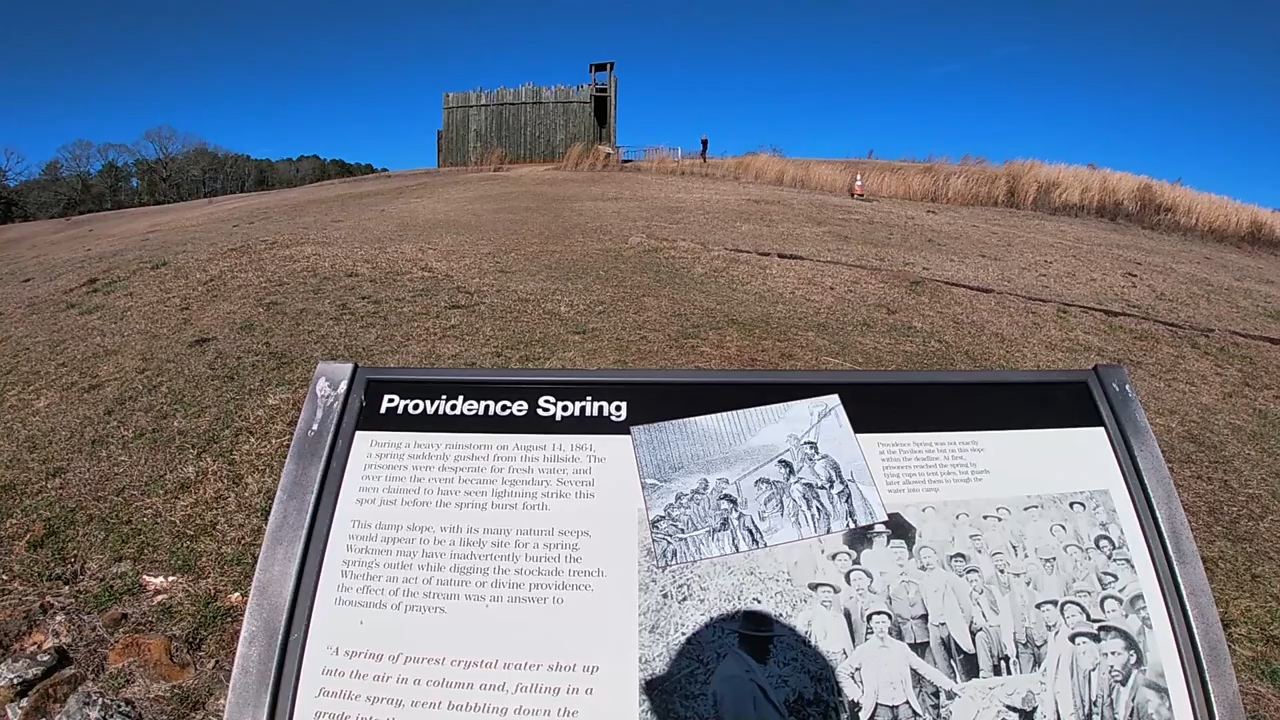 Providence Spring
During a heavy rainstorm on August 14, 1864,
a spring suddenly gushed from this hillside. The
prisoners were desperate for fresh water, and
over time the event became legendary. Several
men claimed to have seen lightning strike this
spot just before the spring burst forth.
This damp slope, with its many natural seeps,
would appear to be a likely site for a spring.
Workmen may have inadvertently buried the
spring's outlet while digging the stockade trench.
Whether an act of nature or divine providence,
the effect of the stream was an answer to
thousands of prayers.
"A spring of purest crystal water shot up
into the air in a column and, falling in a
fanlike spray, went babbling down the
grade into
Providence Spring was not exactly
at the Pavilion site but on this slope
within the deadline. At first,
prisoners reached the spring by
tying cups to tent poles, but guards
later allowed them to trough the
water into camp.